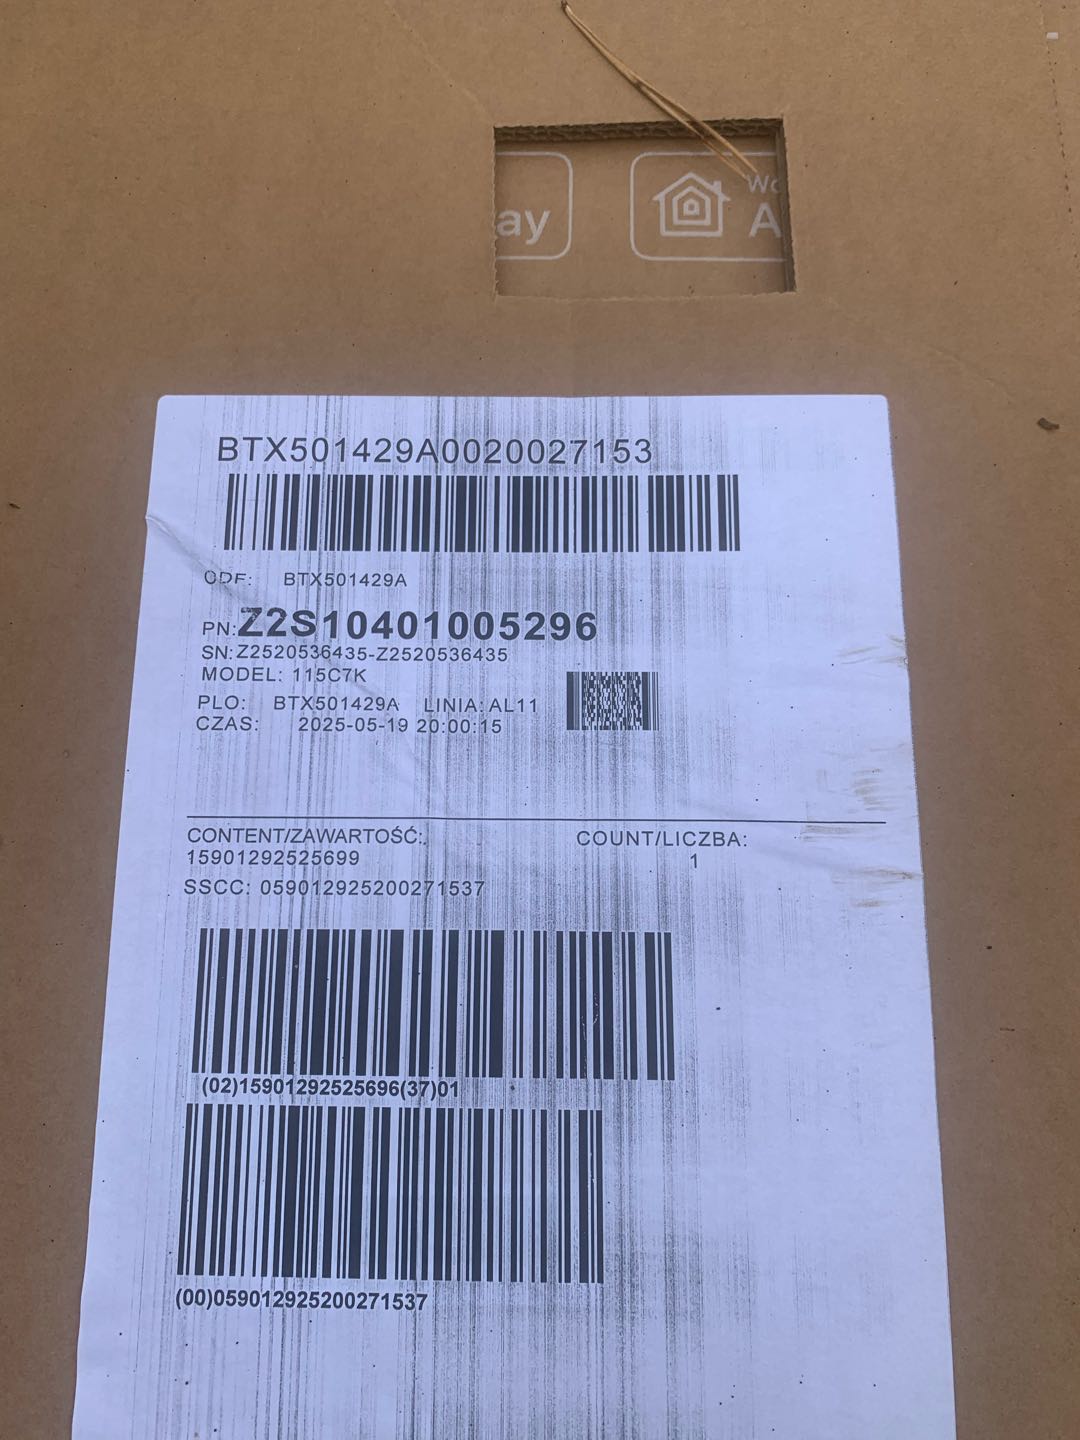 ay
Wo
A
BTX501429A0020027153
ODF: BTX501429A
PN:Z2S10401005296
SN:Z2520536435-Z2520536435
MODEL: 115C7K
PLO: BTX501429A LINIA: AL11
CZAS: 2025-05-19 20:00:15
CONTENT/ZAWARTOŚĆ: COUNT/LICZBA:
15901292525699 1
SSCC: 059012925200271537
(02)15901292525696(37)01
(00)059012925200271537